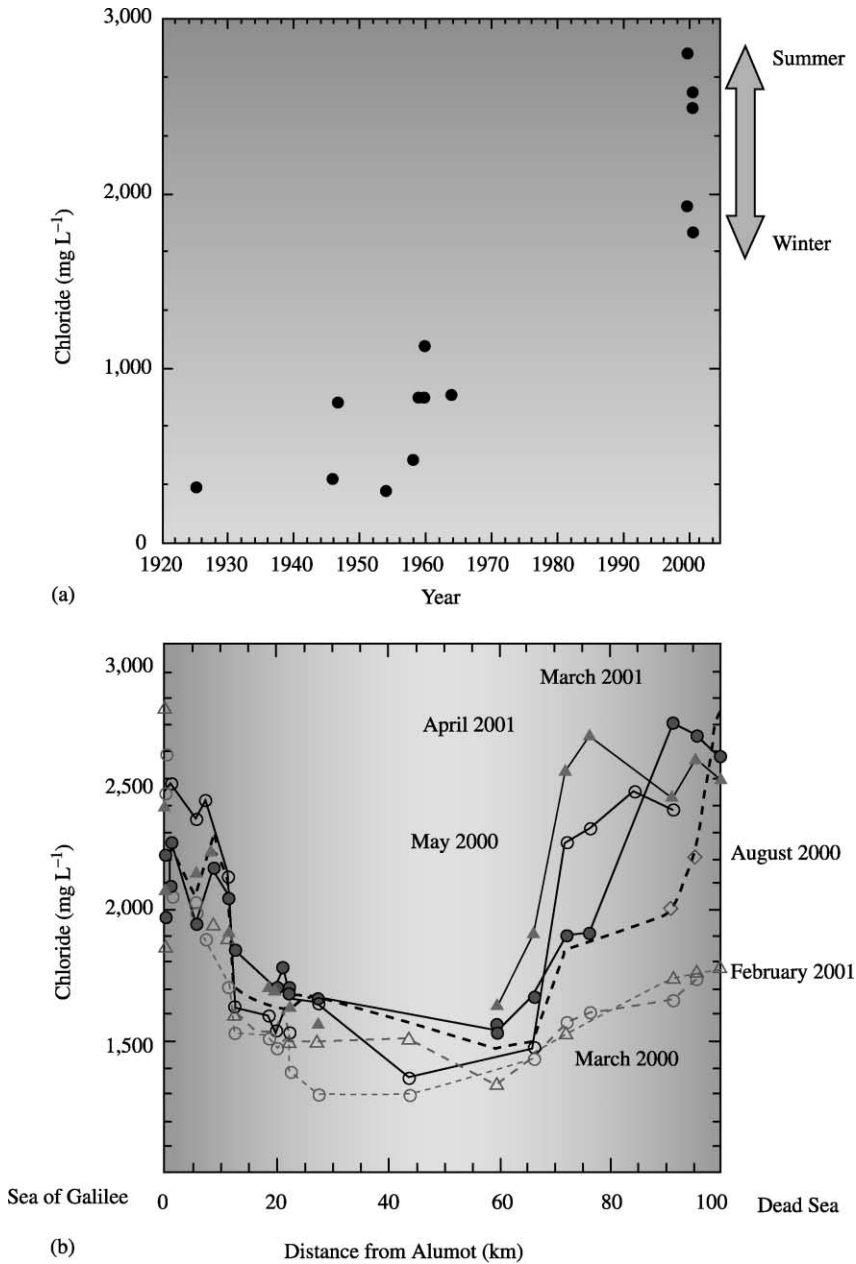 3,000
2,000
1,000
0
Chloride (mg L⁻¹)
1920 1930 1940 1950 1960 1970 1980 1990 2000
Year
Summer
Winter
(a)
3,000
2,500
2,000
1,500
Chloride (mg L⁻¹)
March 2001
April 2001
May 2000
August 2000
February 2001
March 2000
Sea of Galilee 0 20 40 60 80 100 Dead Sea
(b) Distance from Alumot (km)